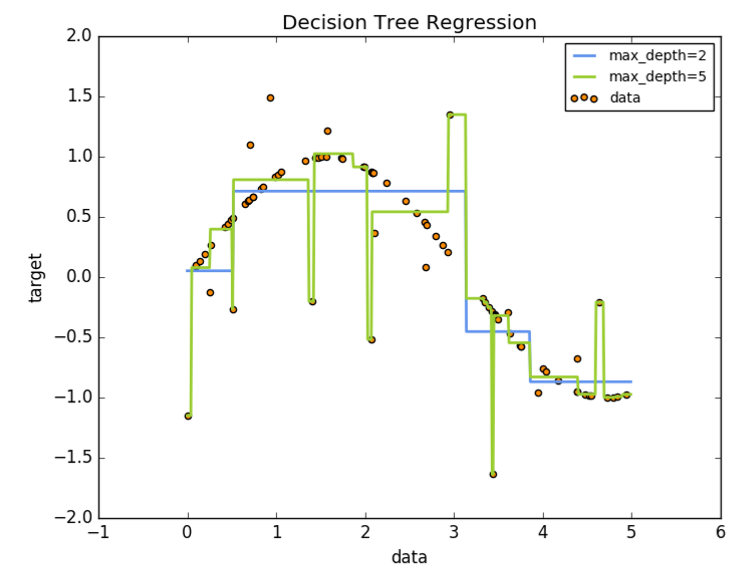 Decision Tree Regression
max_depth=2
max_depth=5
data
2.0
1.5
1.0
0.5
0.0
−0.5
−1.0
−1.5
−2.0
target
−1 0 1 2 3 4 5 6
data